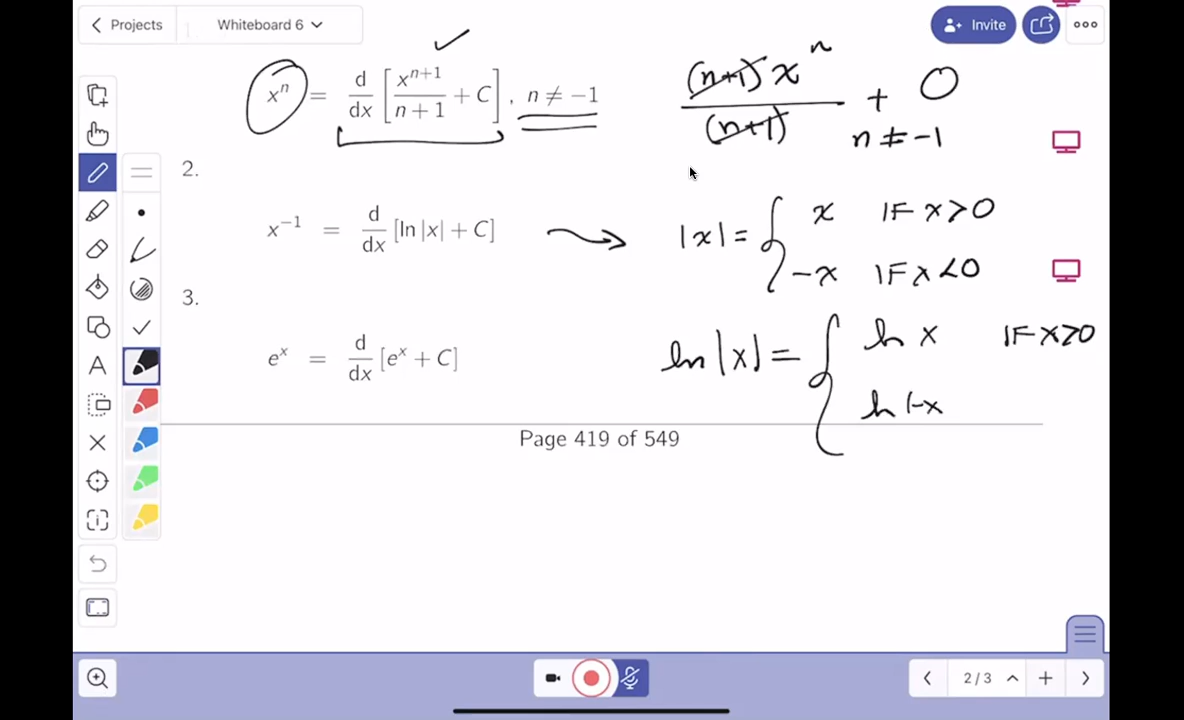 Projects
Whiteboard 6
Invite
x^n = d/dx [x^{n+1}/(n+1) + C], n ≠ -1
(n+1) x^n / (n+1) + 0
n ≠ -1
2.
x^{-1} = d/dx [ln|x| + C]
|x| = { x IF x>0
-x IF x<0
3.
e^x = d/dx [e^x + C]
ln|x| = { ln x IF x>0
ln (-x
Page 419 of 549
2/3